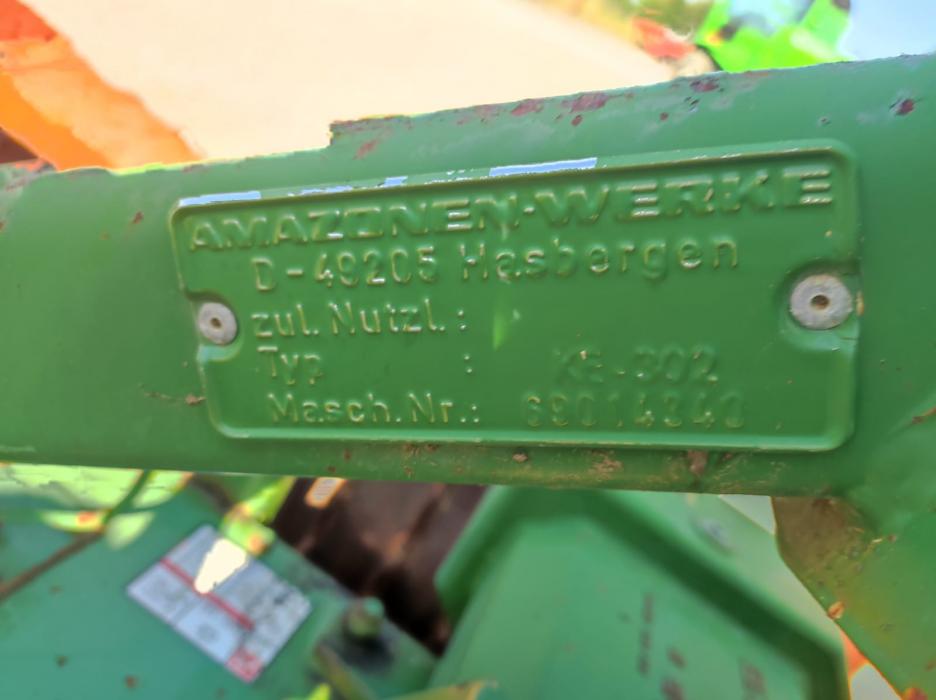 AMAZONEN-WERKE
D-49205 Hasbergen
zul. Nutzl. :
Typ :
Masch. Nr.: